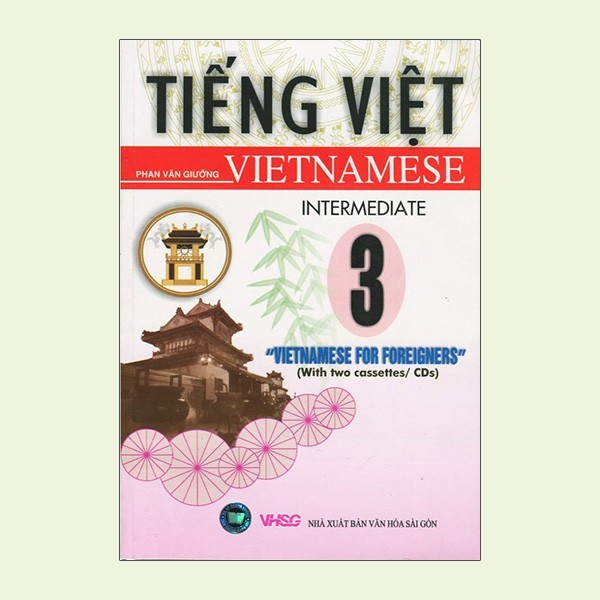 TIẾNG VIỆT
PHAN VĂN GIƯỠNG VIETNAMESE
INTERMEDIATE
3
"VIETNAMESE FOR FOREIGNERS"
(With two cassettes/ CDs)
VHSG NHÀ XUẤT BẢN VĂN HÓA SÀI GÒN